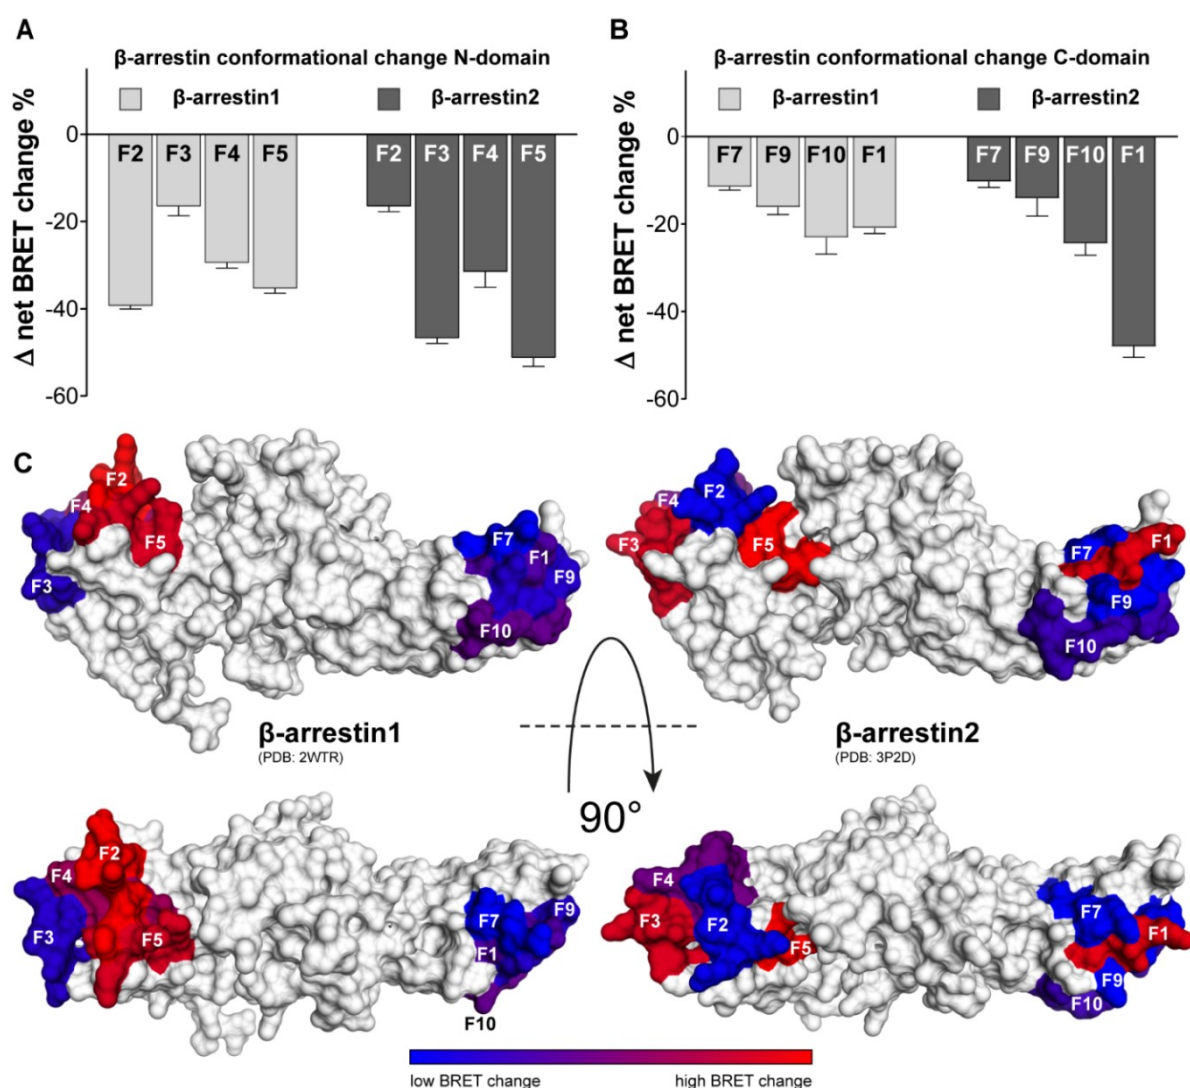 A
β-arrestin conformational change N-domain
β-arrestin1 β-arrestin2
Δ net BRET change %
0
-20
-40
-60
F2 F3 F4 F5 F2 F3 F4 F5
B
β-arrestin conformational change C-domain
β-arrestin1 β-arrestin2
Δ net BRET change %
0
-20
-40
-60
F7 F9 F10 F1 F7 F9 F10 F1
C
F2
F4
F5
F3
F7
F1
F9
F10
F2
F4
F3
F5
F7
F1
F9
F10
β-arrestin1
(PDB: 2WTR)
β-arrestin2
(PDB: 3P2D)
90°
F2
F4
F3
F5
F7
F9
F1
F10
F4
F3
F2
F5
F7
F1
F9
F10
low BRET change high BRET change